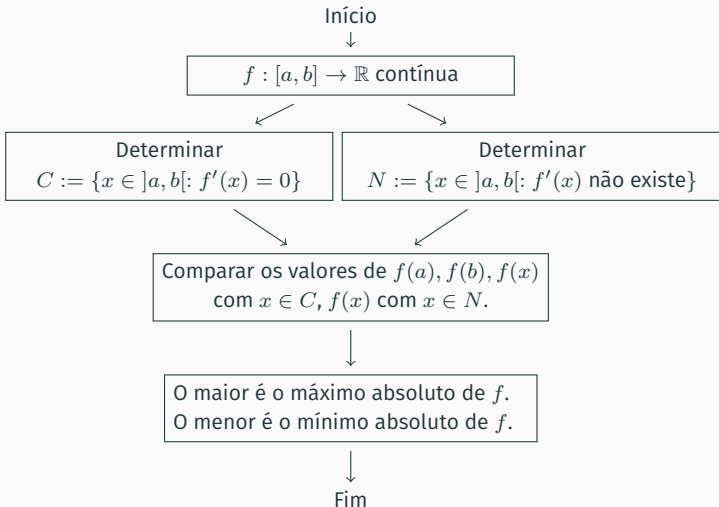 Início
f : [a, b] → ℝ contínua
Determinar
C := {x ∈ ]a, b[: f′(x) = 0}
Determinar
N := {x ∈ ]a, b[: f′(x) não existe}
Comparar os valores de f(a), f(b), f(x)
com x ∈ C, f(x) com x ∈ N.
O maior é o máximo absoluto de f.
O menor é o mínimo absoluto de f.
Fim